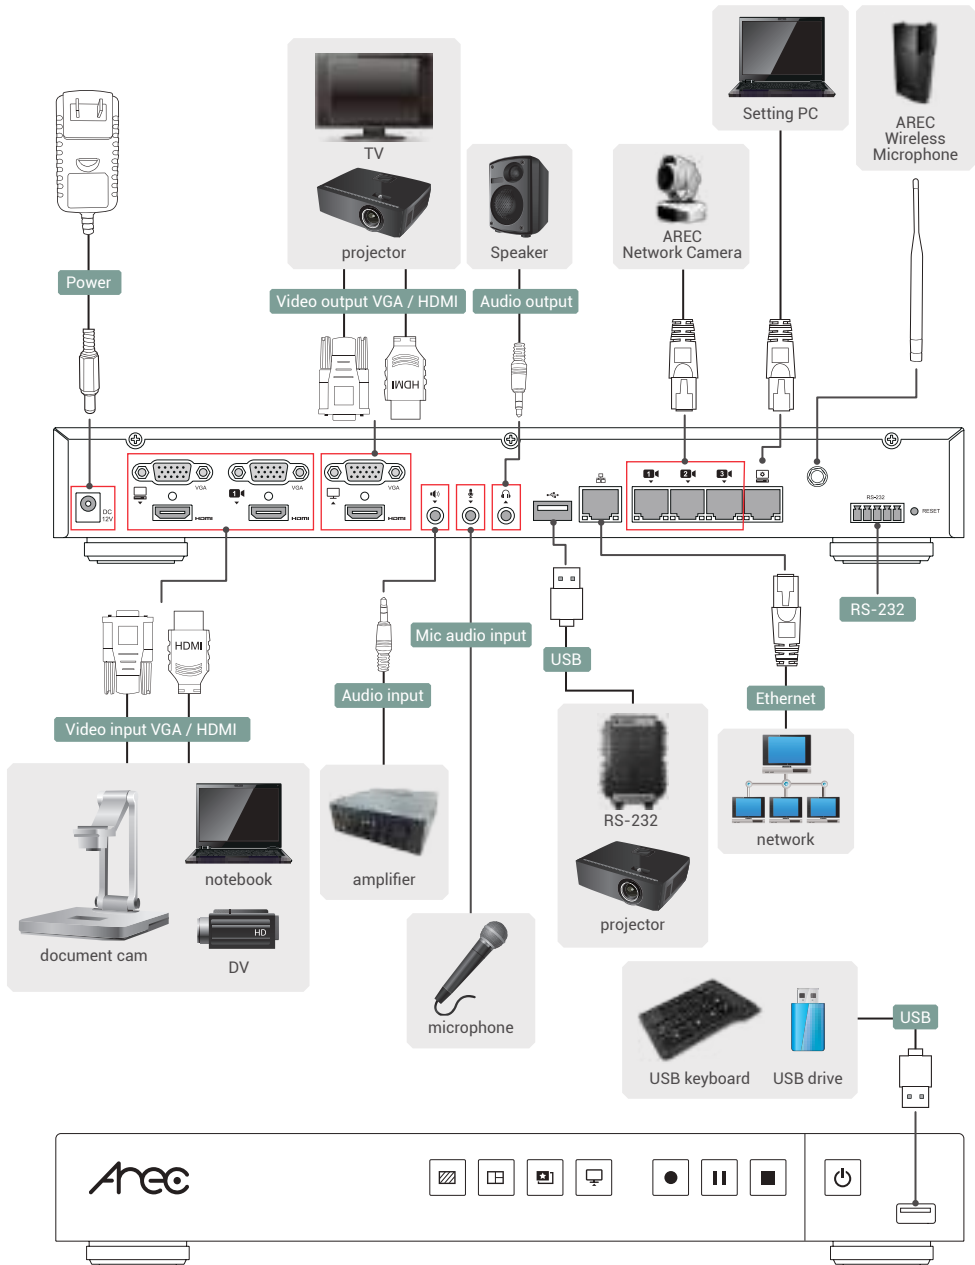 Setting PC
AREC
Wireless
Microphone
TV
projector
Speaker
AREC
Network Camera
Power
Video output VGA / HDMI
Audio output
HDMI
VGA
VGA
VGA
1
1
2
3
DC
12V
HDMI
HDMI
HDMI
RS-232
RESET
RS-232
HDMI
Mic audio input
USB
Audio input
Ethernet
Video input VGA / HDMI
RS-232
network
notebook
amplifier
projector
HD
document cam
DV
microphone
USB
USB keyboard
USB drive
Arec